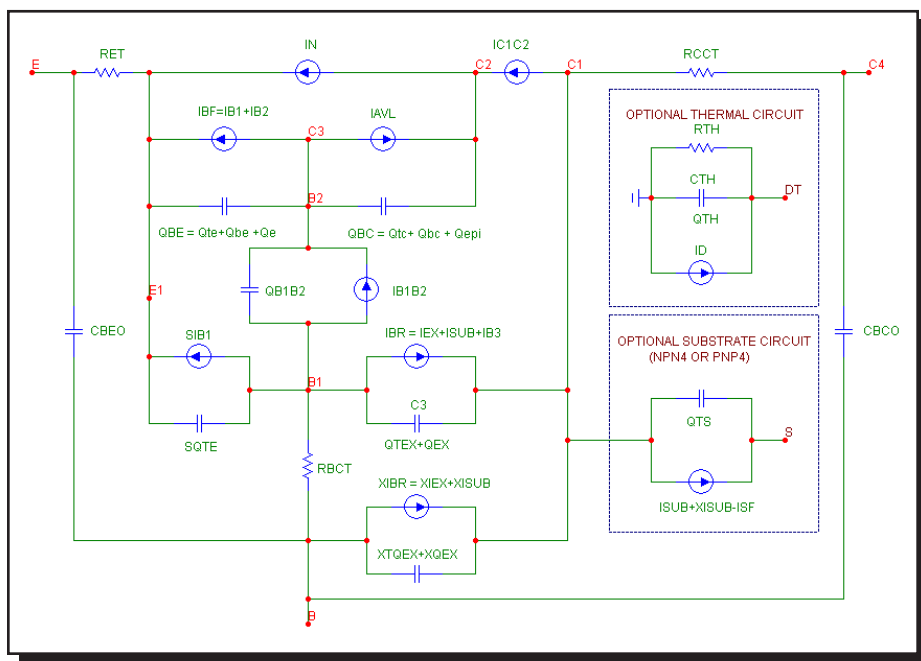 RET
IN
IC1C2
RCCT
E
C2
C1
C4
IBF=IB1+IB2
C3
IAVL
OPTIONAL THERMAL CIRCUIT
RTH
CTH
QTH
DT
ID
B2
QBE = Qte+Qbe +Qe
QBC = Qtc+ Qbc + Qepi
QB1B2
IB1B2
E1
CBEO
CBCO
SIB1
IBR = IEX+ISUB+IB3
OPTIONAL SUBSTRATE CIRCUIT
(NPN4 OR PNP4)
B1
C3
SQTE
QTEX+QEX
QTS
S
RBCT
XIBR = XIEX+XISUB
ISUB+XISUB-ISF
XTQEX+XQEX
B